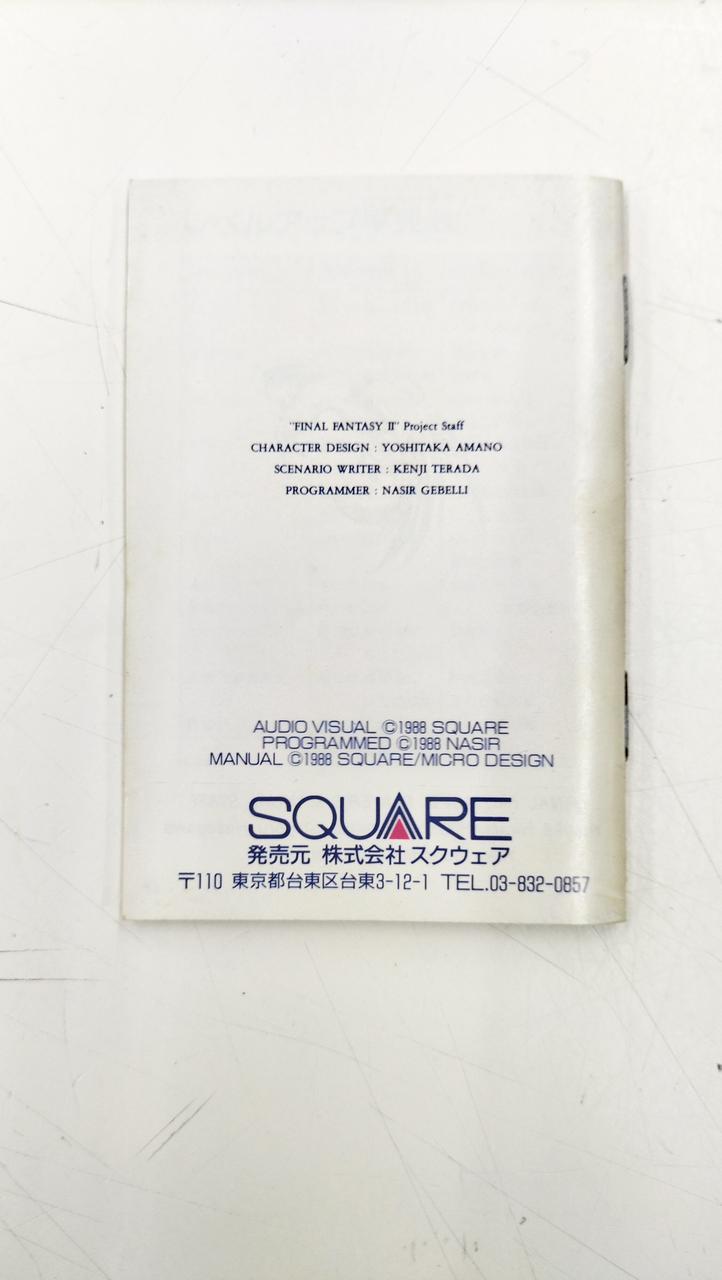 "FINAL FANTASY II" Project Staff
CHARACTER DESIGN : YOSHITAKA AMANO
SCENARIO WRITER : KENJI TERADA
PROGRAMMER : NASIR GEBELLI
AUDIO VISUAL ©1988 SQUARE
PROGRAMMED ©1988 NASIR
MANUAL ©1988 SQUARE/MICRO DESIGN
SQUARE
発売元 株式会社スクウェア
〒110 東京都台東区台東3-12-1 TEL.03-832-0857